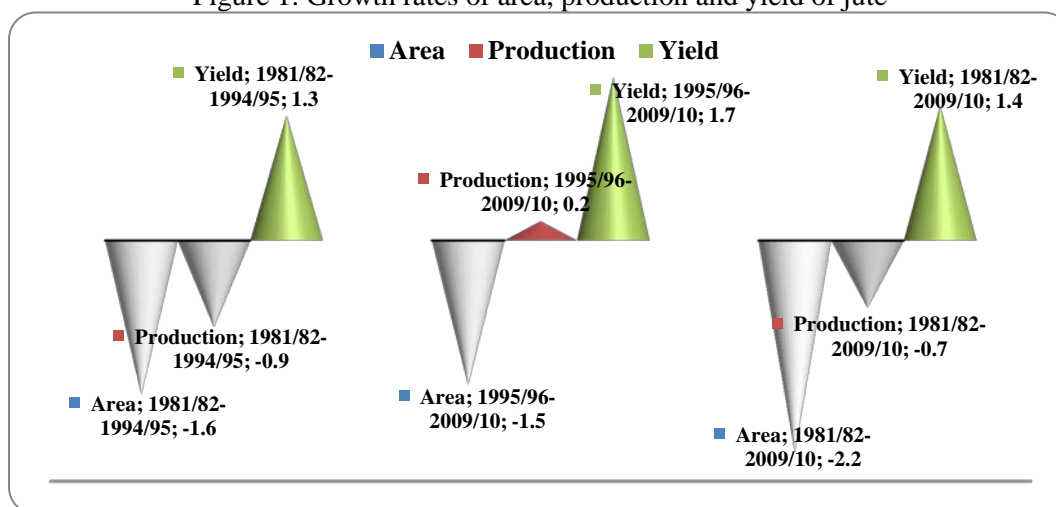 Figure 1: Growth rates of area, production and yield of jute
Area Production Yield
Yield; 1981/82-
1994/95; 1.3
Production; 1981/82-
1994/95; -0.9
Area; 1981/82-
1994/95; -1.6
Yield; 1995/96-
2009/10; 1.7
Production; 1995/96-
2009/10; 0.2
Area; 1995/96-
2009/10; -1.5
Yield; 1981/82-
2009/10; 1.4
Production; 1981/82-
2009/10; -0.7
Area; 1981/82-
2009/10; -2.2